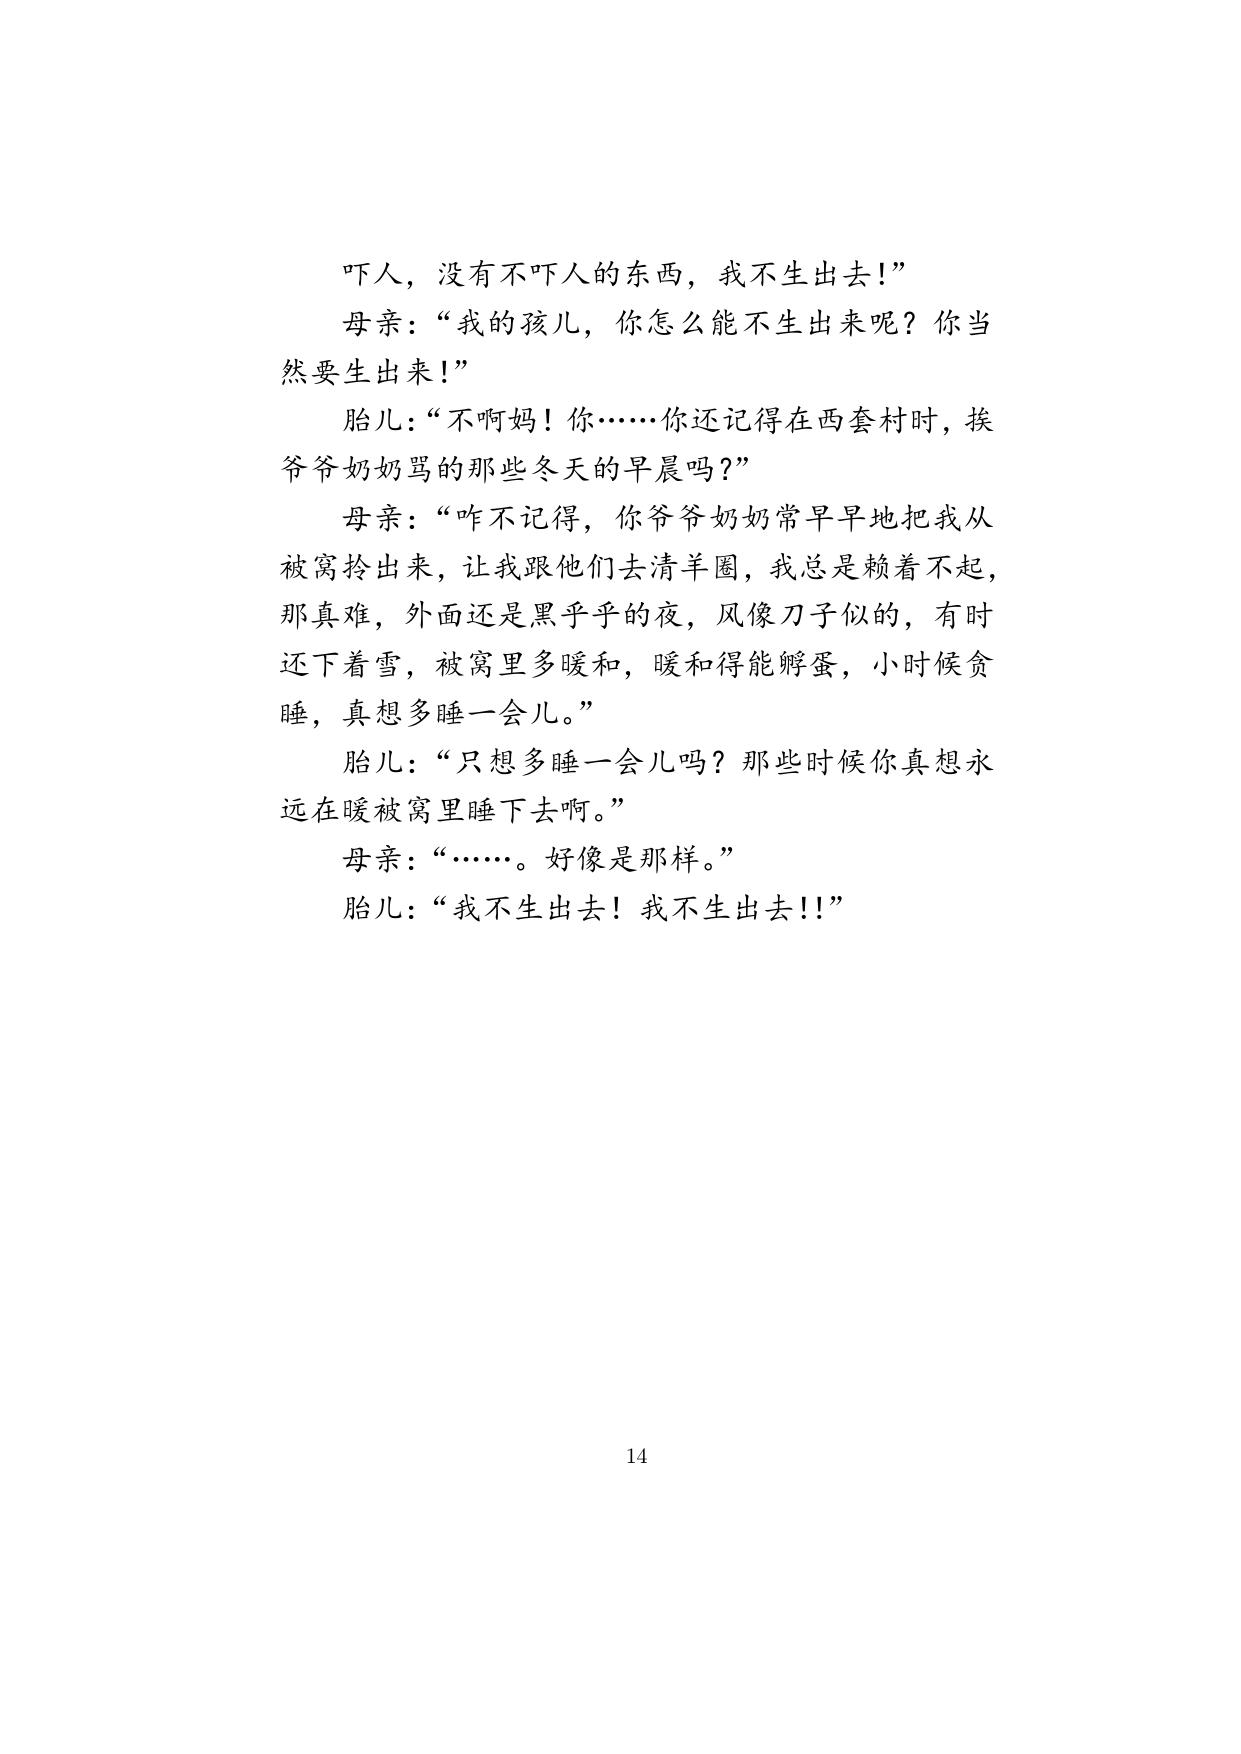 吓人，没有不吓人的东西，我不生出去！”
母亲：“我的孩儿，你怎么能不生出来呢？你当
然要生出来！”
胎儿：“不啊妈！你……你还记得在西套村时，挨
爷爷奶奶骂的那些冬天的早晨吗？”
母亲：“咋不记得，你爷爷奶奶常早早地把我从
被窝拎出来，让我跟他们去清羊圈，我总是赖着不起，
那真难，外面还是黑乎乎的夜，风像刀子似的，有时
还下着雪，被窝里多暖和，暖和得能孵蛋，小时候贪
睡，真想多睡一会儿。”
胎儿：“只想多睡一会儿吗？那些时候你真想永
远在暖被窝里睡下去啊。”
母亲：“……。好像是那样。”
胎儿：“我不生出去！我不生出去！！”
14